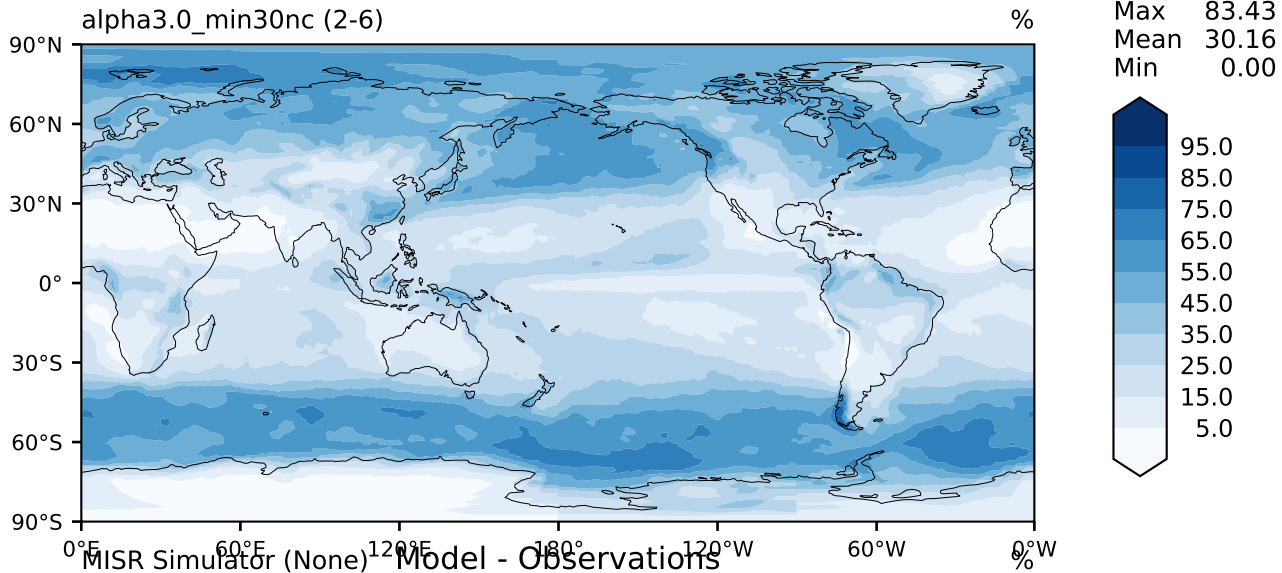 alpha3.0_min30nc (2-6) %
Max 83.43
Mean 30.16
Min 0.00
90°N
60°N
30°N
0°
30°S
60°S
90°S
95.0
85.0
75.0
65.0
55.0
45.0
35.0
25.0
15.0
5.0
0°E 60°E 120°E 180° 120°W 60°W 0°W
MISR Simulator (None) Model - Observations %